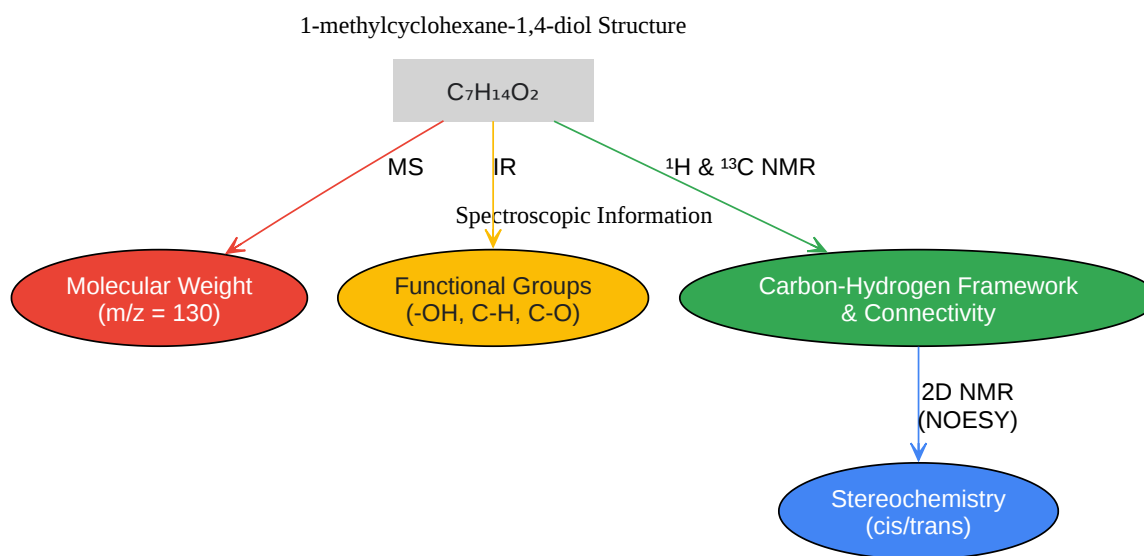 1-methylcyclohexane-1,4-diol Structure
C₇H₁₄O₂
MS
IR
¹H & ¹³C NMR
Spectroscopic Information
Molecular Weight
(m/z = 130)
Functional Groups
(-OH, C-H, C-O)
Carbon-Hydrogen Framework
& Connectivity
2D NMR
(NOESY)
Stereochemistry
(cis/trans)